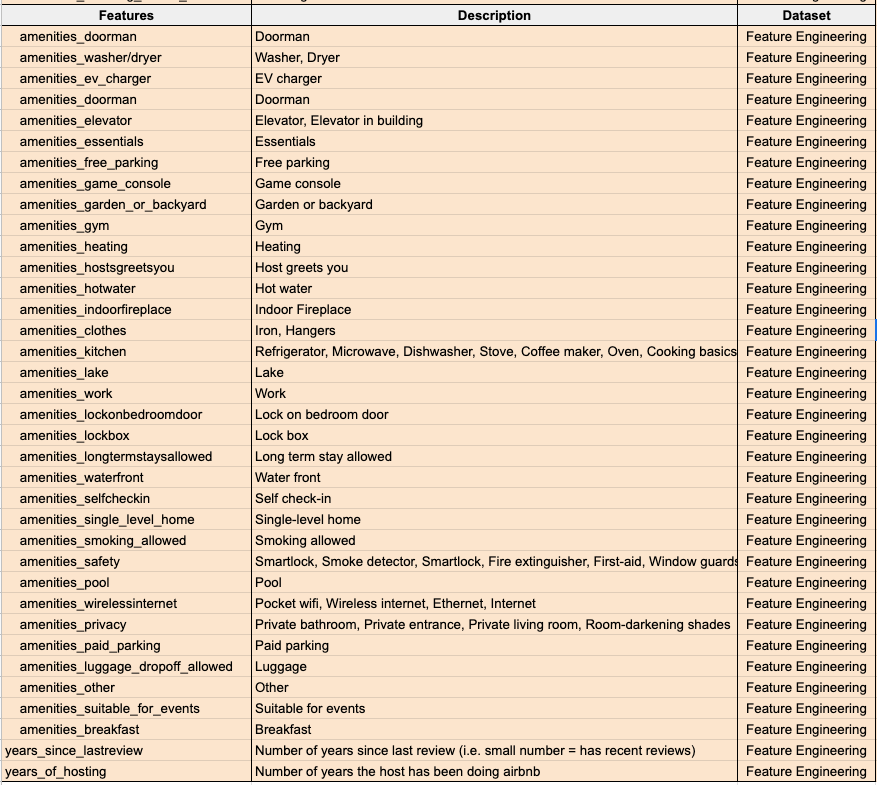 Features Description Dataset
amenities_doorman Doorman Feature Engineering
amenities_washer/dryer Washer, Dryer Feature Engineering
amenities_ev_charger EV charger Feature Engineering
amenities_doorman Doorman Feature Engineering
amenities_elevator Elevator, Elevator in building Feature Engineering
amenities_essentials Essentials Feature Engineering
amenities_free_parking Free parking Feature Engineering
amenities_game_console Game console Feature Engineering
amenities_garden_or_backyard Garden or backyard Feature Engineering
amenities_gym Gym Feature Engineering
amenities_heating Heating Feature Engineering
amenities_hostsgreetsyou Host greets you Feature Engineering
amenities_hotwater Hot water Feature Engineering
amenities_indoorfireplace Indoor Fireplace Feature Engineering
amenities_clothes Iron, Hangers Feature Engineering
amenities_kitchen Refrigerator, Microwave, Dishwasher, Stove, Coffee maker, Oven, Cooking basics Feature Engineering
amenities_lake Lake Feature Engineering
amenities_work Work Feature Engineering
amenities_lockonbedroomdoor Lock on bedroom door Feature Engineering
amenities_lockbox Lock box Feature Engineering
amenities_longtermstaysallowed Long term stay allowed Feature Engineering
amenities_waterfront Water front Feature Engineering
amenities_selfcheckin Self check-in Feature Engineering
amenities_single_level_home Single-level home Feature Engineering
amenities_smoking_allowed Smoking allowed Feature Engineering
amenities_safety Smartlock, Smoke detector, Smartlock, Fire extinguisher, First-aid, Window guards Feature Engineering
amenities_pool Pool Feature Engineering
amenities_wirelessinternet Pocket wifi, Wireless internet, Ethernet, Internet Feature Engineering
amenities_privacy Private bathroom, Private entrance, Private living room, Room-darkening shades Feature Engineering
amenities_paid_parking Paid parking Feature Engineering
amenities_luggage_dropoff_allowed Luggage Feature Engineering
amenities_other Other Feature Engineering
amenities_suitable_for_events Suitable for events Feature Engineering
amenities_breakfast Breakfast Feature Engineering
years_since_lastreview Number of years since last review (i.e. small number = has recent reviews) Feature Engineering
years_of_hosting Number of years the host has been doing airbnb Feature Engineering